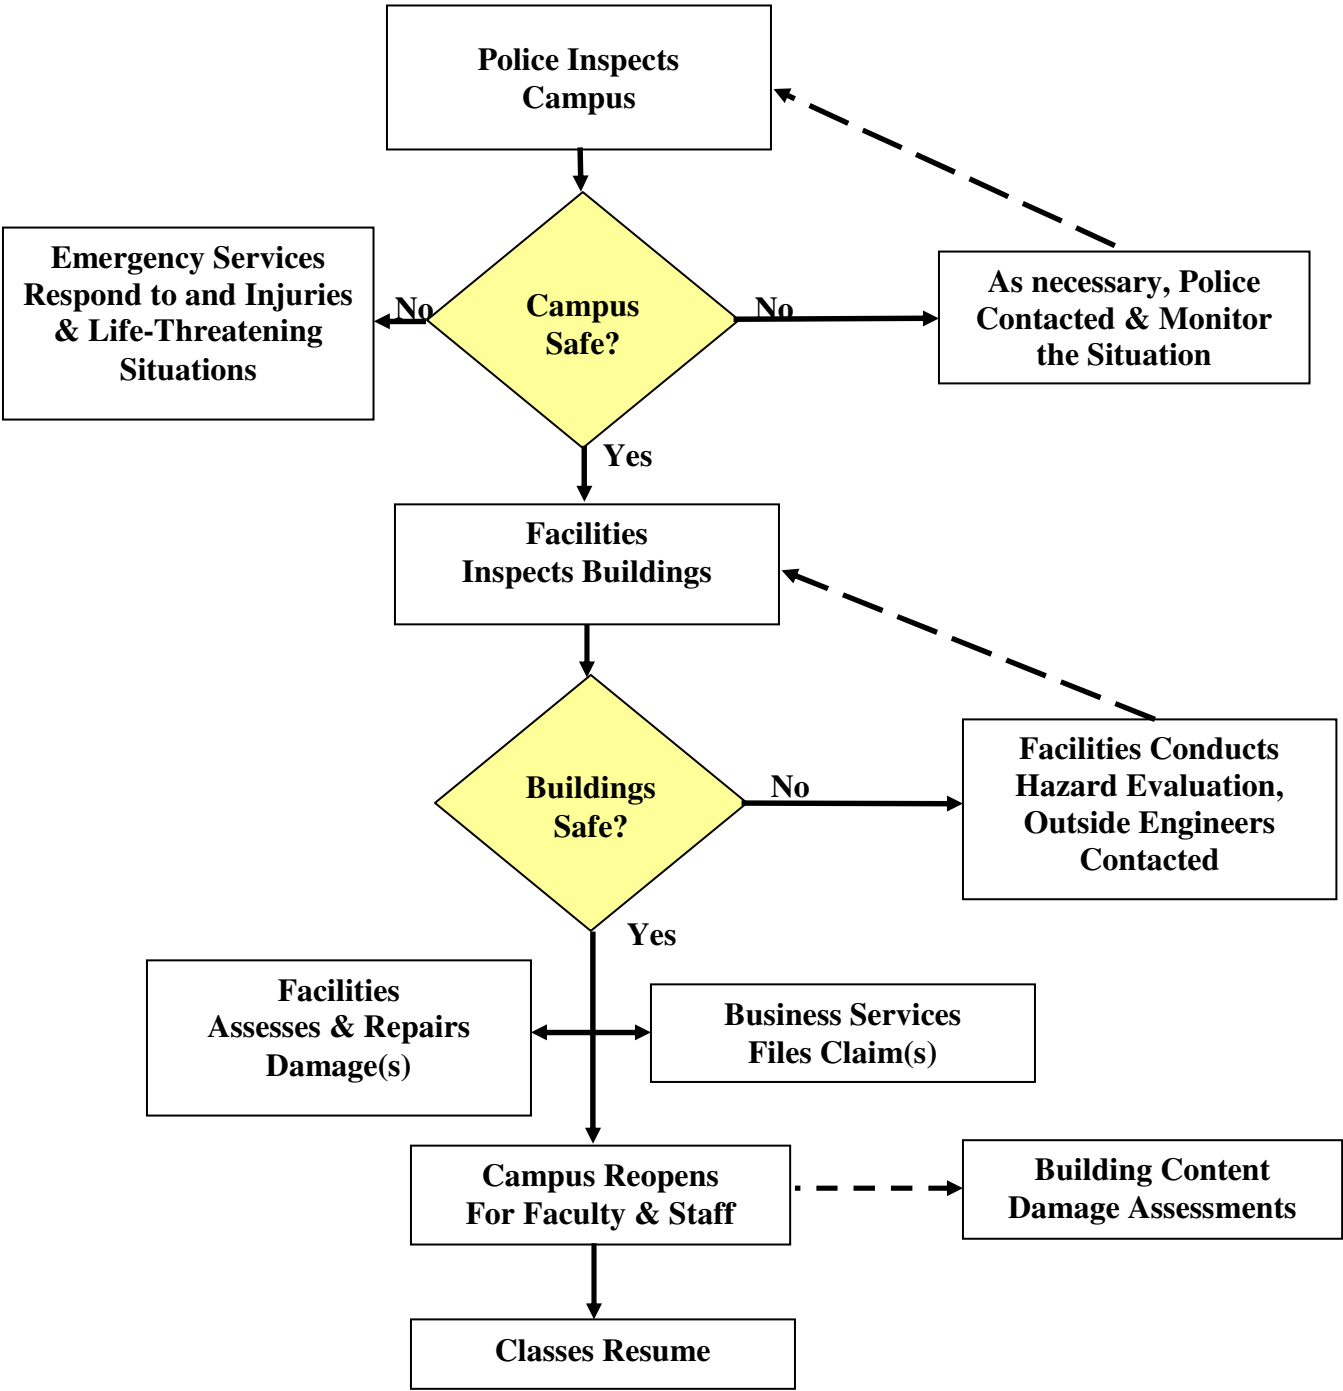 Police Inspects
Campus
Emergency Services
Respond to and Injuries
& Life-Threatening
Situations
No
Campus
Safe?
No
As necessary, Police
Contacted & Monitor
the Situation
Yes
Facilities
Inspects Buildings
Buildings
Safe?
No
Facilities Conducts
Hazard Evaluation,
Outside Engineers
Contacted
Yes
Facilities
Assesses & Repairs
Damage(s)
Business Services
Files Claim(s)
Campus Reopens
For Faculty & Staff
Building Content
Damage Assessments
Classes Resume